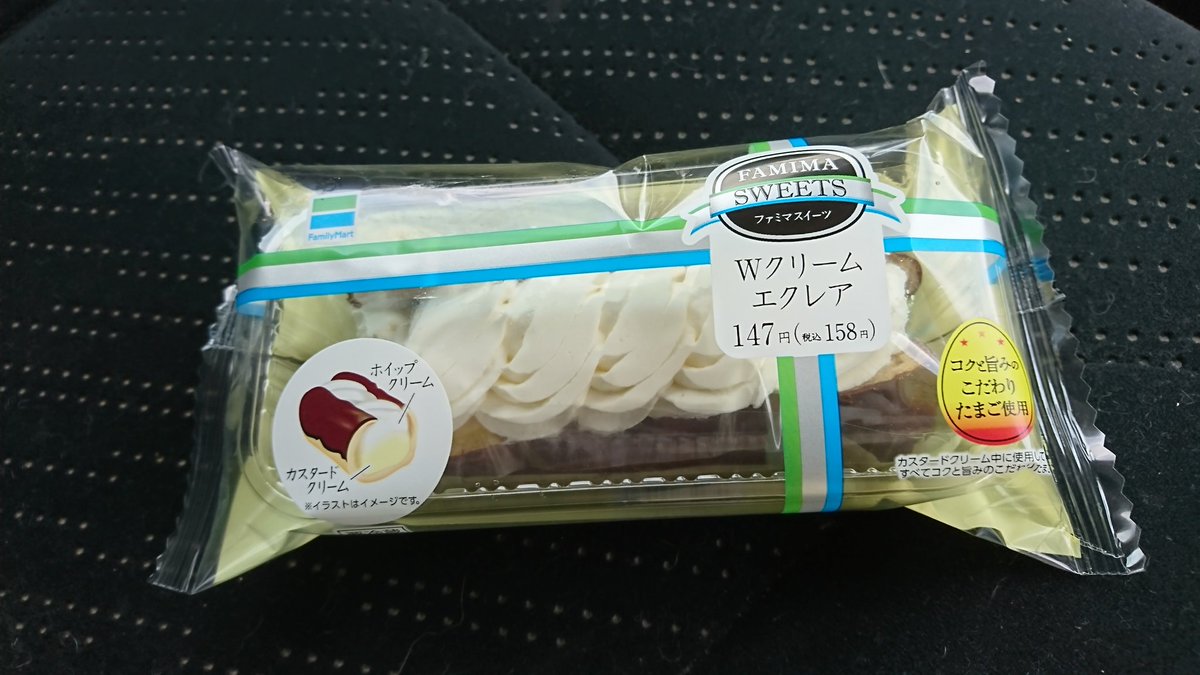 FamilyMart
FAMIMA
SWEETS
ファミマスイーツ
Wクリーム
エクレア
147円(税込158円)
ホイップ
クリーム
カスタード
クリーム
※イラストはイメージです。
コクと旨みの
こだわり
たまご使用
カスタードクリーム中に使用して
すべてコクと旨みのこだわり